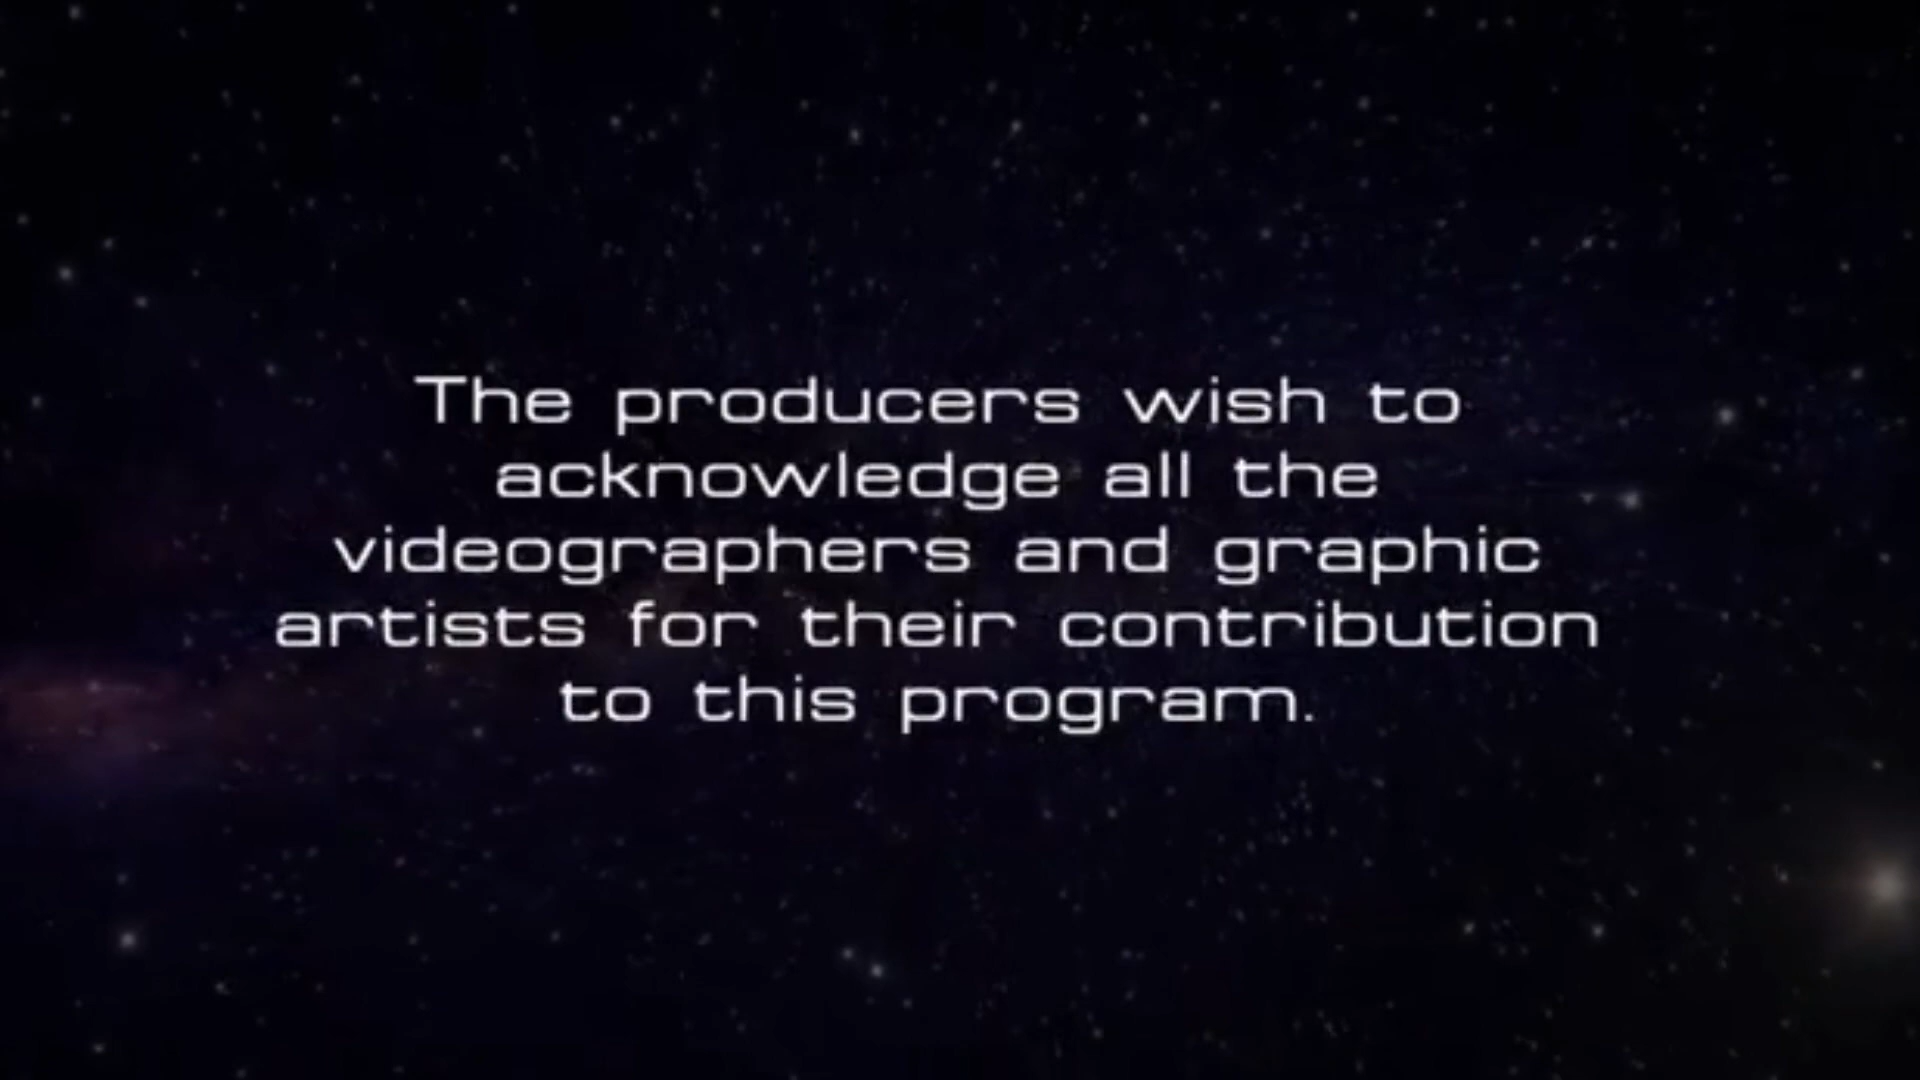 The producers wish to
acknowledge all the
videographers and graphic
artists for their contribution
to this program.